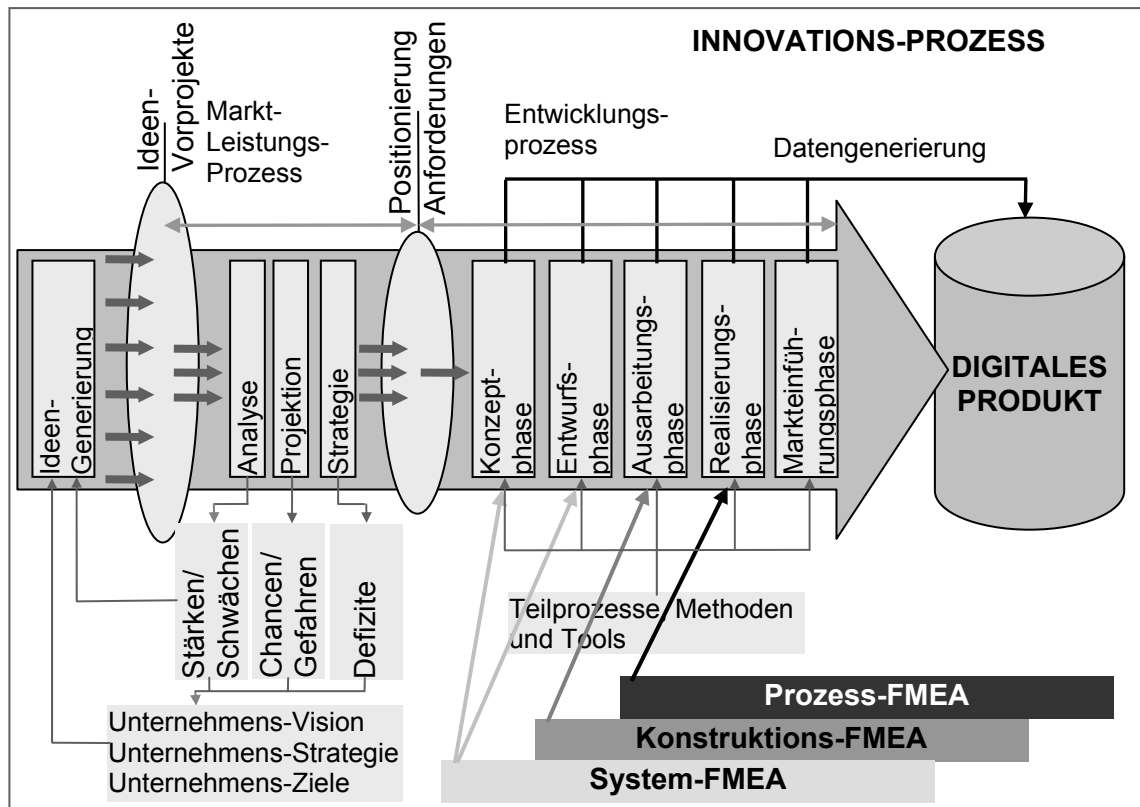 INNOVATIONS-PROZESS
Ideen-
Vorprojekte
Markt-
Leistungs-
Prozess
Positionierung
Anforderungen
Entwicklungs-
prozess
Datengenerierung
Ideen-
Generierung
Analyse
Projektion
Strategie
Konzept-
phase
Entwurfs-
phase
Ausarbeitungs-
phase
Realisierungs-
phase
Markteinfüh-
rungsphase
DIGITALES
PRODUKT
Stärken/
Schwächen
Chancen/
Gefahren
Defizite
Teilprozesse, Methoden
und Tools
Unternehmens-Vision
Unternehmens-Strategie
Unternehmens-Ziele
Prozess-FMEA
Konstruktions-FMEA
System-FMEA